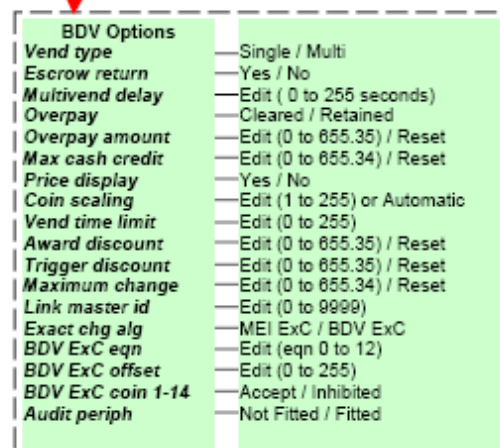 BDV Options
Vend type Single / Multi
Escrow return Yes / No
Multivend delay Edit ( 0 to 255 seconds)
Overpay Cleared / Retained
Overpay amount Edit (0 to 655.35) / Reset
Max cash credit Edit (0 to 655.34) / Reset
Price display Yes / No
Coin scaling Edit (1 to 255) or Automatic
Vend time limit Edit (0 to 255)
Award discount Edit (0 to 655.35) / Reset
Trigger discount Edit (0 to 655.35) / Reset
Maximum change Edit (0 to 655.34) / Reset
Link master id Edit (0 to 9999)
Exact chg alg MEI ExC / BDV ExC
BDV ExC eqn Edit (eqn 0 to 12)
BDV ExC offset Edit (0 to 255)
BDV ExC coin 1-14 Accept / Inhibited
Audit periph Not Fitted / Fitted